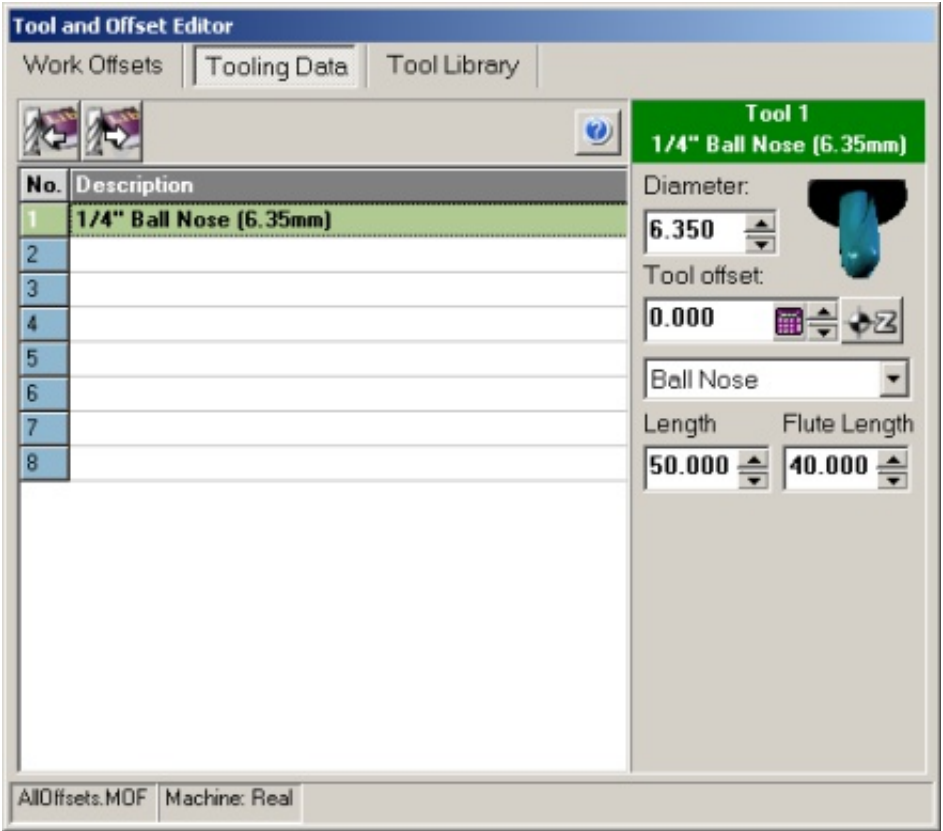 Tool and Offset Editor
Work Offsets Tooling Data Tool Library
No. Description
1 1/4" Ball Nose (6.35mm)
2
3
4
5
6
7
8
Tool 1
1/4" Ball Nose (6.35mm)
Diameter:
6.350
Tool offset:
0.000 Z
Ball Nose
Length Flute Length
50.000 40.000
AllOffsets.MOF Machine: Real